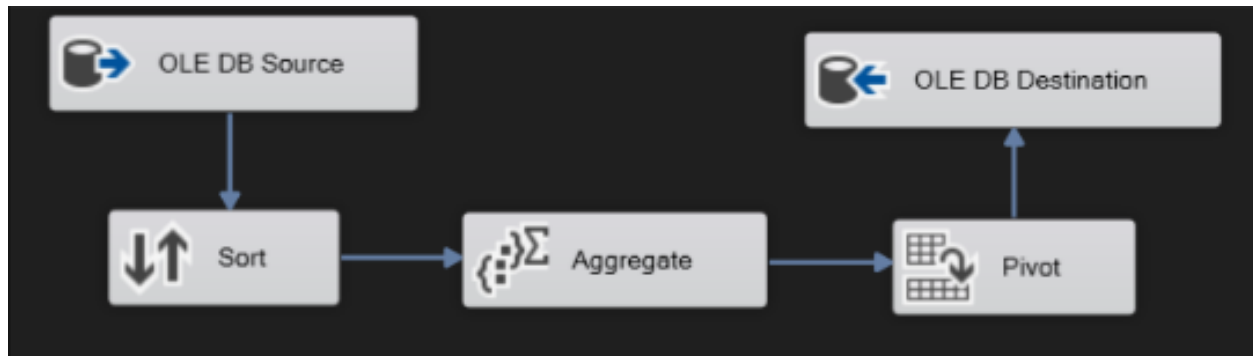 OLE DB Source
OLE DB Destination
Sort
Aggregate
Pivot